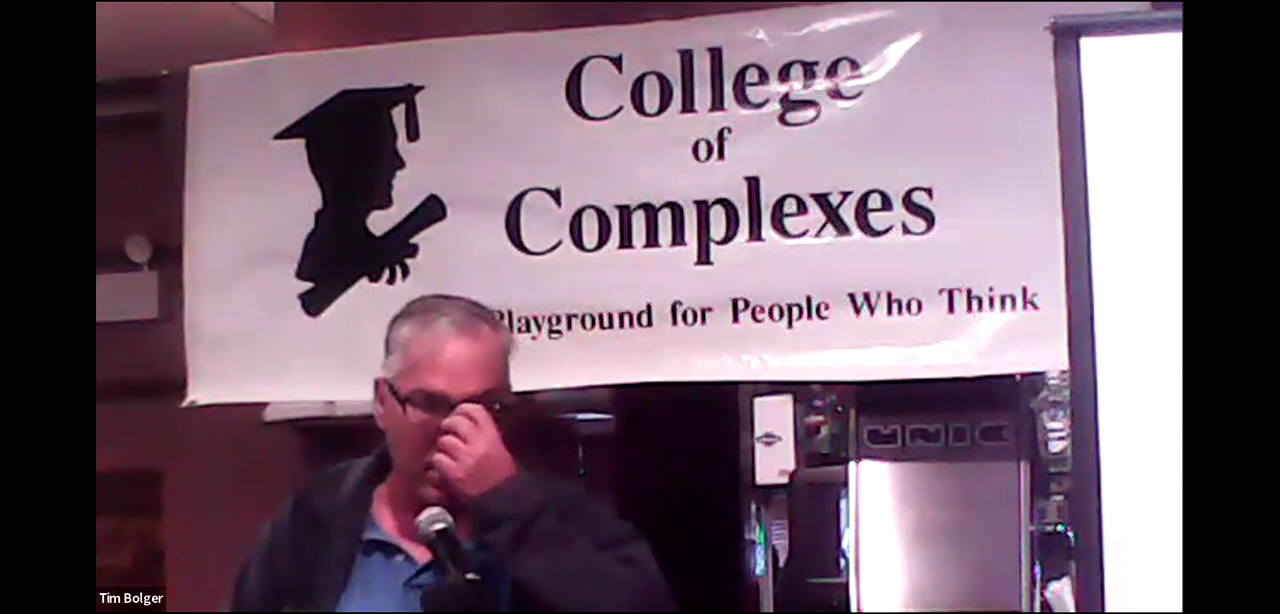 College
of
Complexes
Playground for People Who Think
UNIC
Tim Bolger